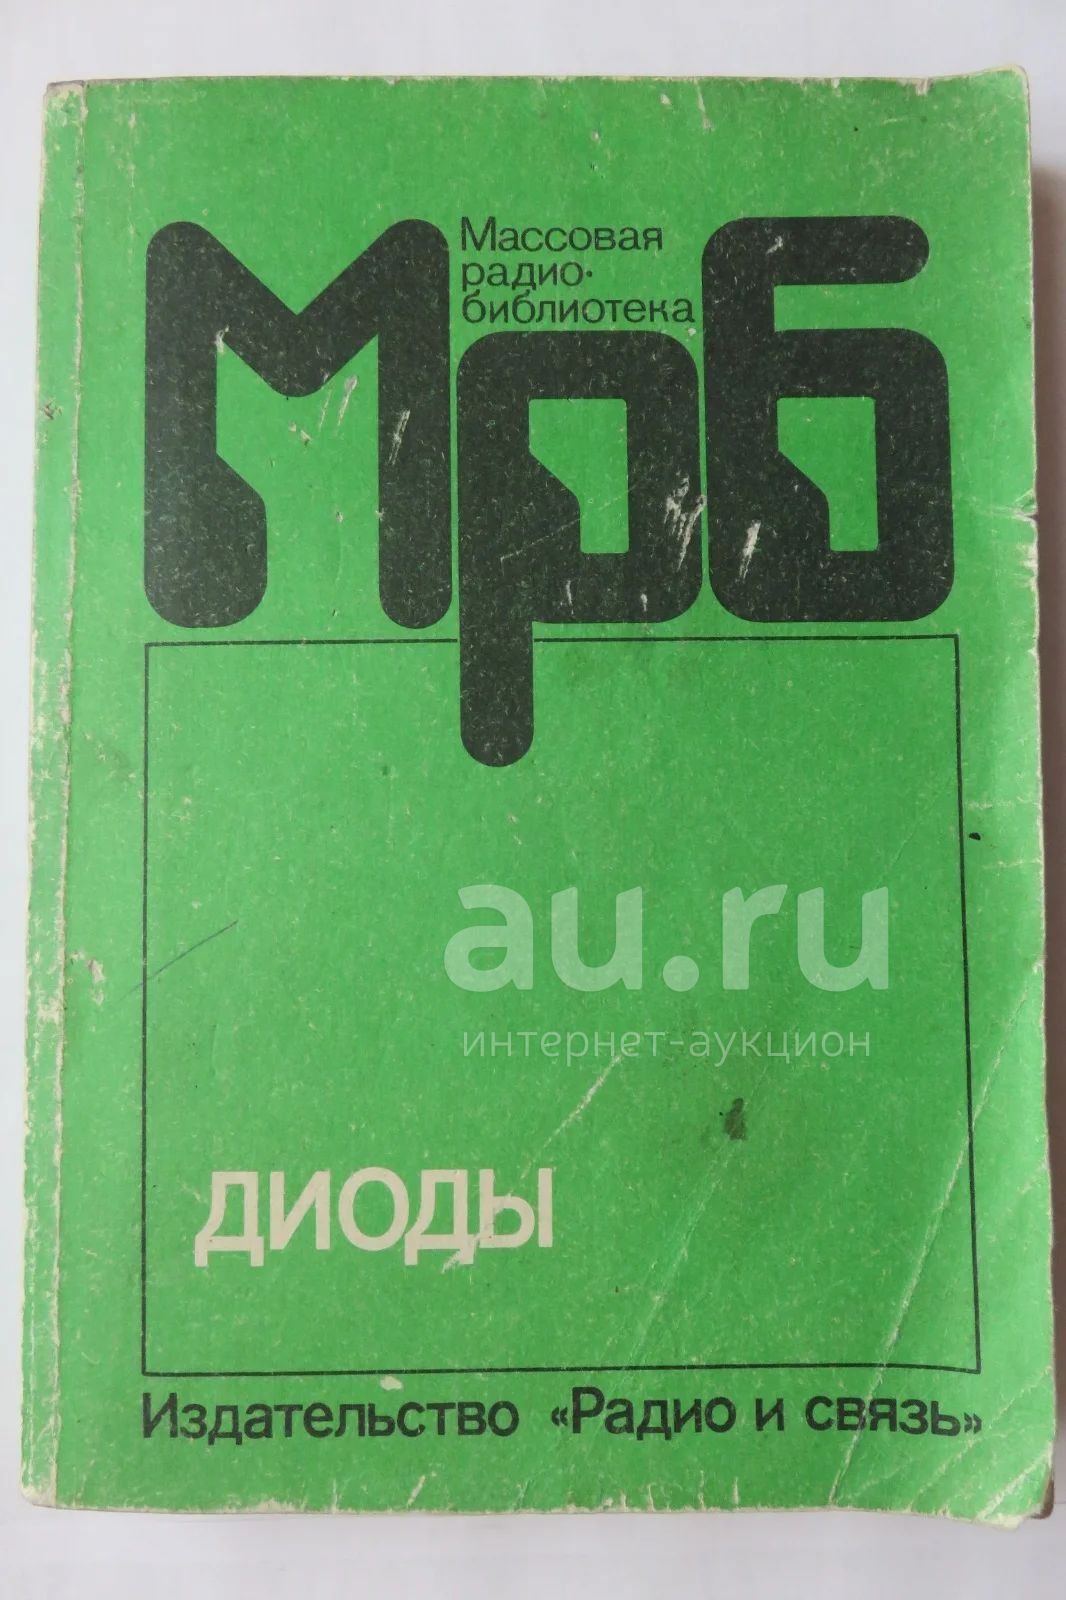 Массовая
радио-
библиотека
Мрб
au.ru
интернет-аукцион
ДИОДЫ
Издательство «Радио и связь»